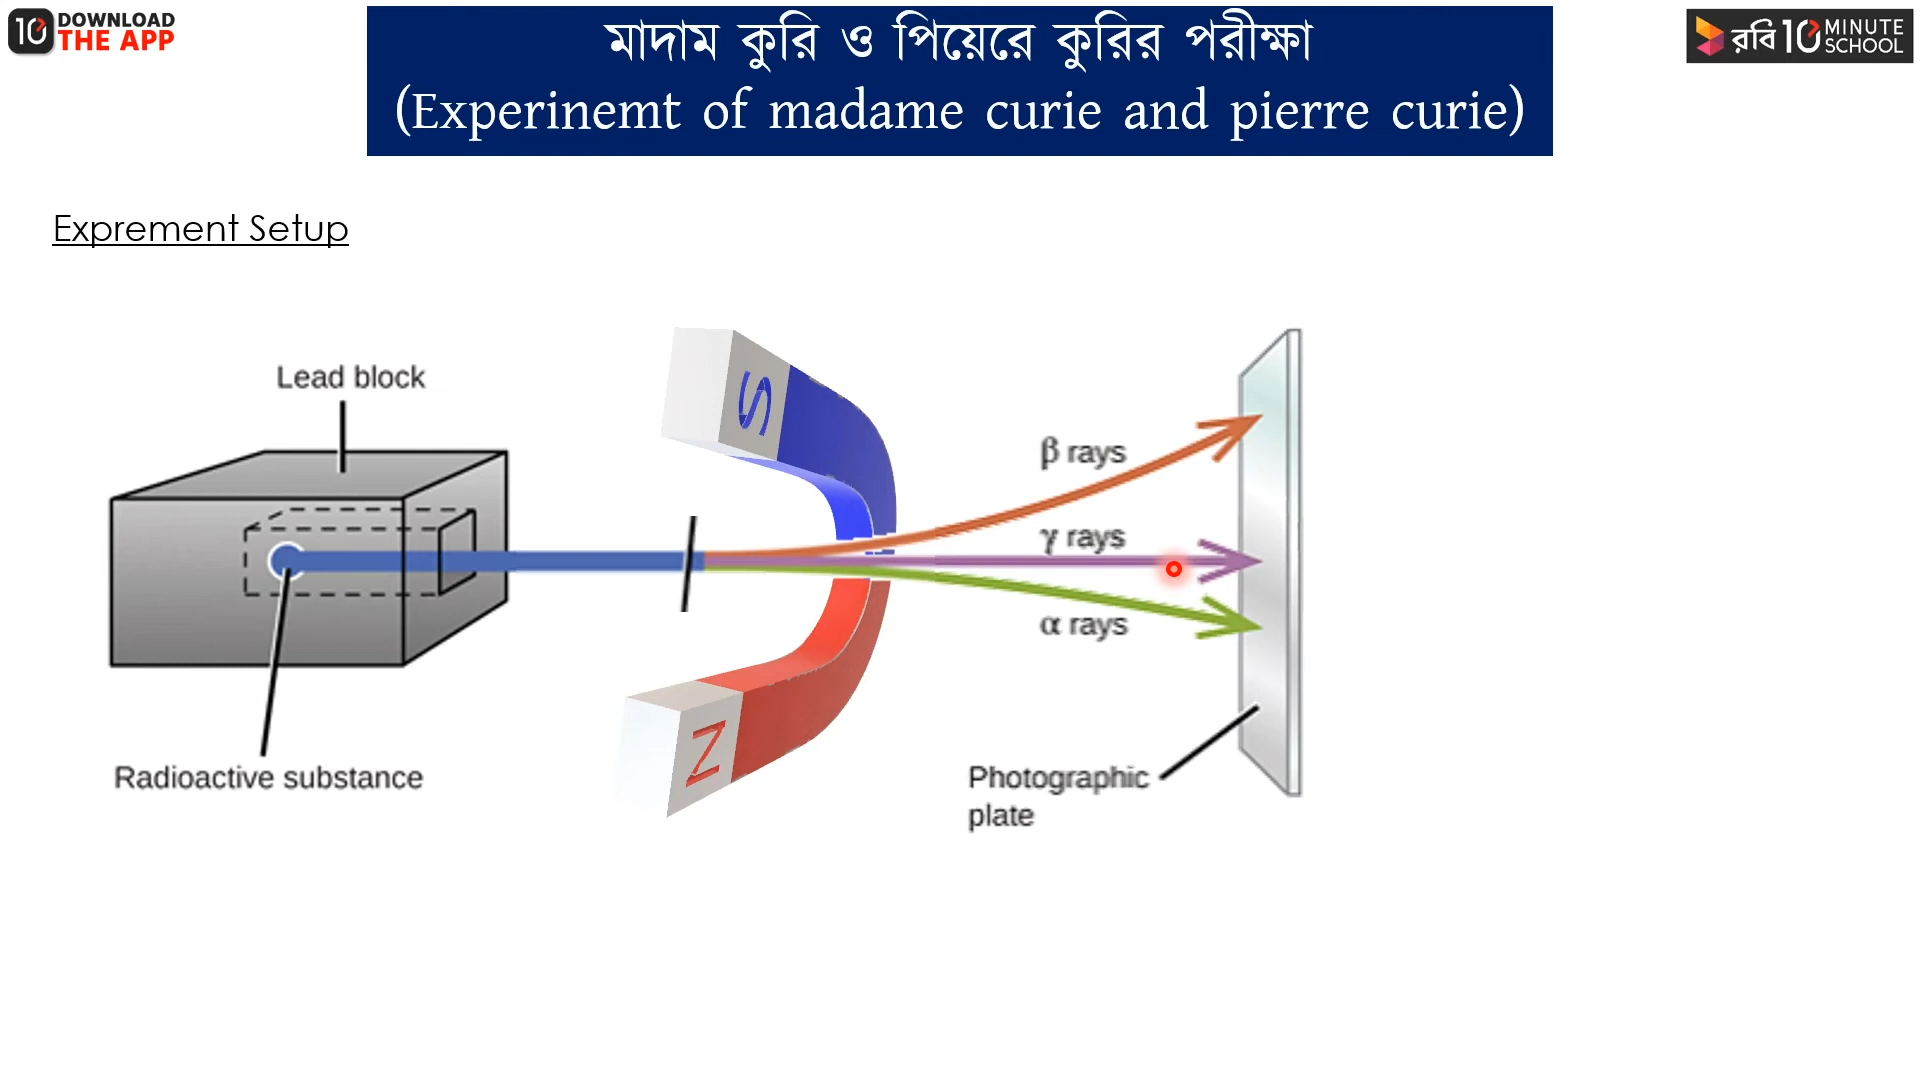 10 DOWNLOAD
THE APP
মাদাম কুরি ও পিয়েরে কুরির পরীক্ষা
(Experinemt of madame curie and pierre curie)
রবি 10 MINUTE
SCHOOL
Exprement Setup
Lead block
S
β rays
γ rays
α rays
N
Radioactive substance
Photographic
plate